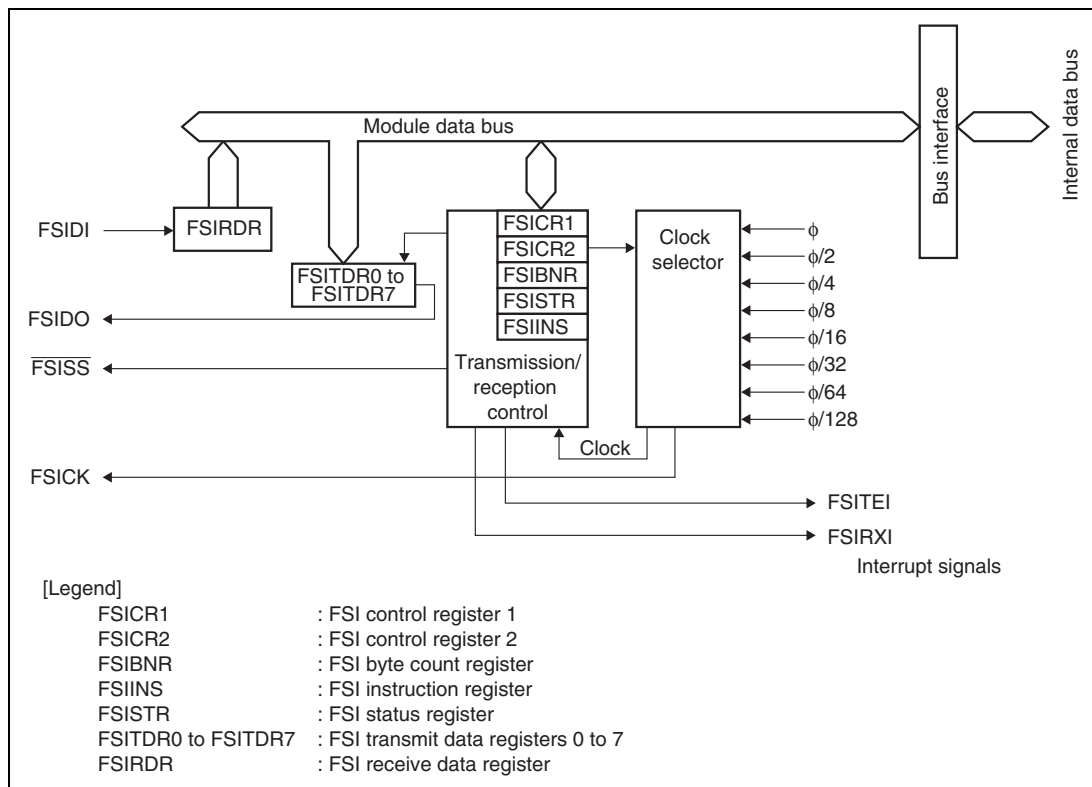 Internal data bus
Bus interface
Module data bus
FSIDI
FSIRDR
FSICR1
FSICR2
FSIBNR
FSISTR
FSIINS
Transmission/
reception
control
Clock
selector
ϕ
ϕ/2
ϕ/4
ϕ/8
ϕ/16
ϕ/32
ϕ/64
ϕ/128
FSITDR0 to
FSITDR7
FSIDO
FSISS
Clock
FSICK
FSITEI
FSIRXI
Interrupt signals
[Legend]
FSICR1 : FSI control register 1
FSICR2 : FSI control register 2
FSIBNR : FSI byte count register
FSIINS : FSI instruction register
FSISTR : FSI status register
FSITDR0 to FSITDR7 : FSI transmit data registers 0 to 7
FSIRDR : FSI receive data register